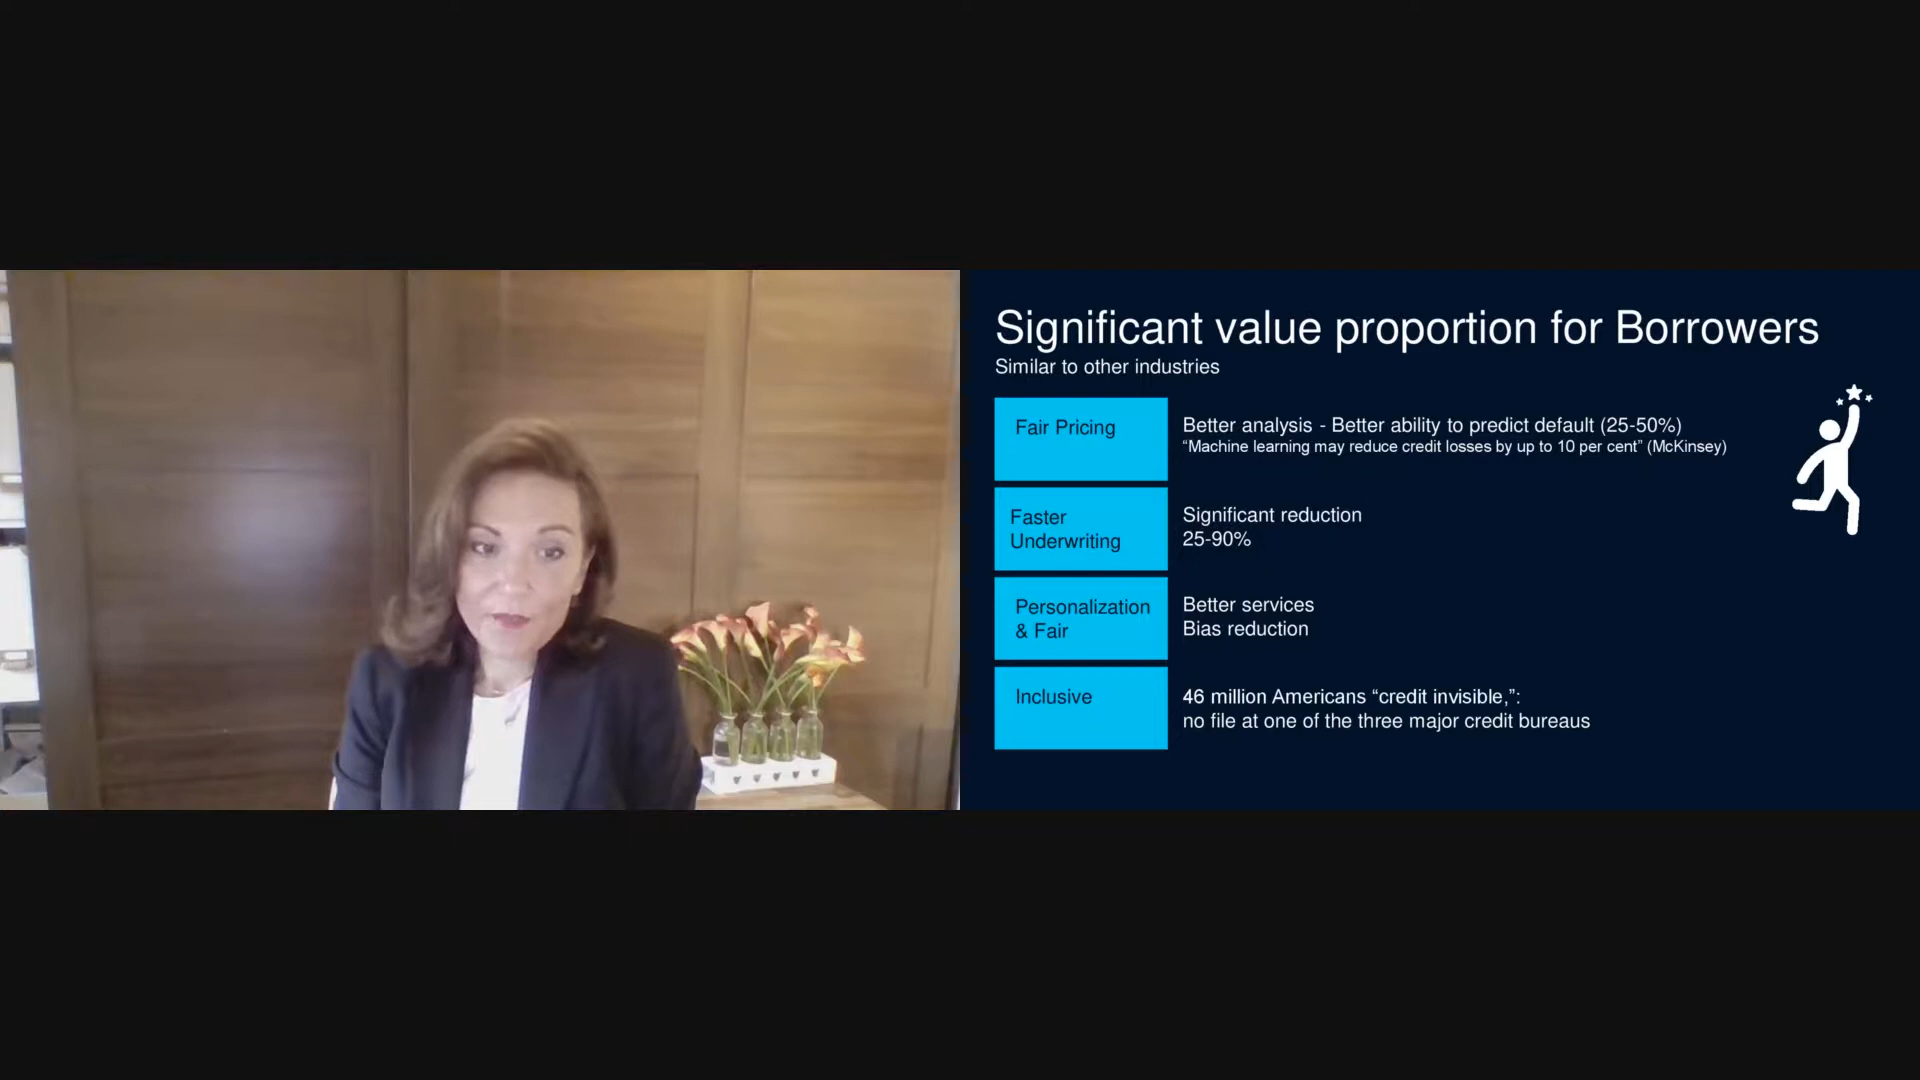 Significant value proportion for Borrowers
Similar to other industries
Fair Pricing
Better analysis - Better ability to predict default (25-50%)
“Machine learning may reduce credit losses by up to 10 per cent” (McKinsey)
Faster
Underwriting
Significant reduction
25-90%
Personalization
& Fair
Better services
Bias reduction
Inclusive
46 million Americans “credit invisible,”:
no file at one of the three major credit bureaus